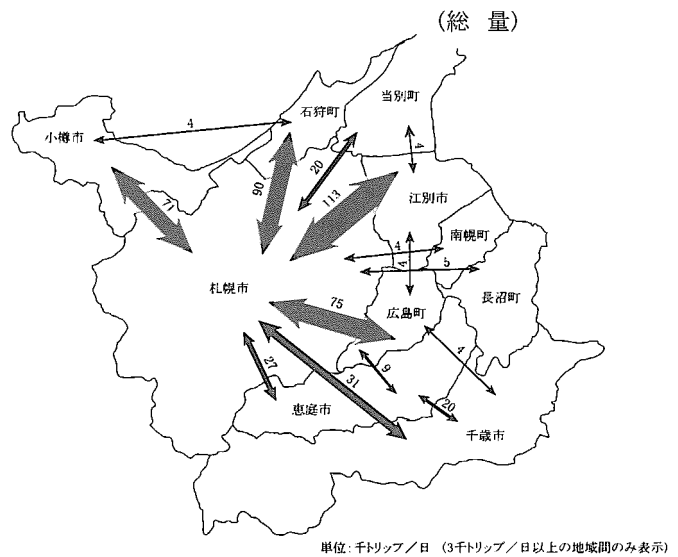 (総　量)
当別町
石狩町
小樽市
4
4
20
90
113
71
江別市
南幌町
4
4
5
札幌市
長沼町
75
広島町
4
27
31
9
20
恵庭市
千歳市
単位：千トリップ／日　(3千トリップ／日以上の地域間のみ表示)